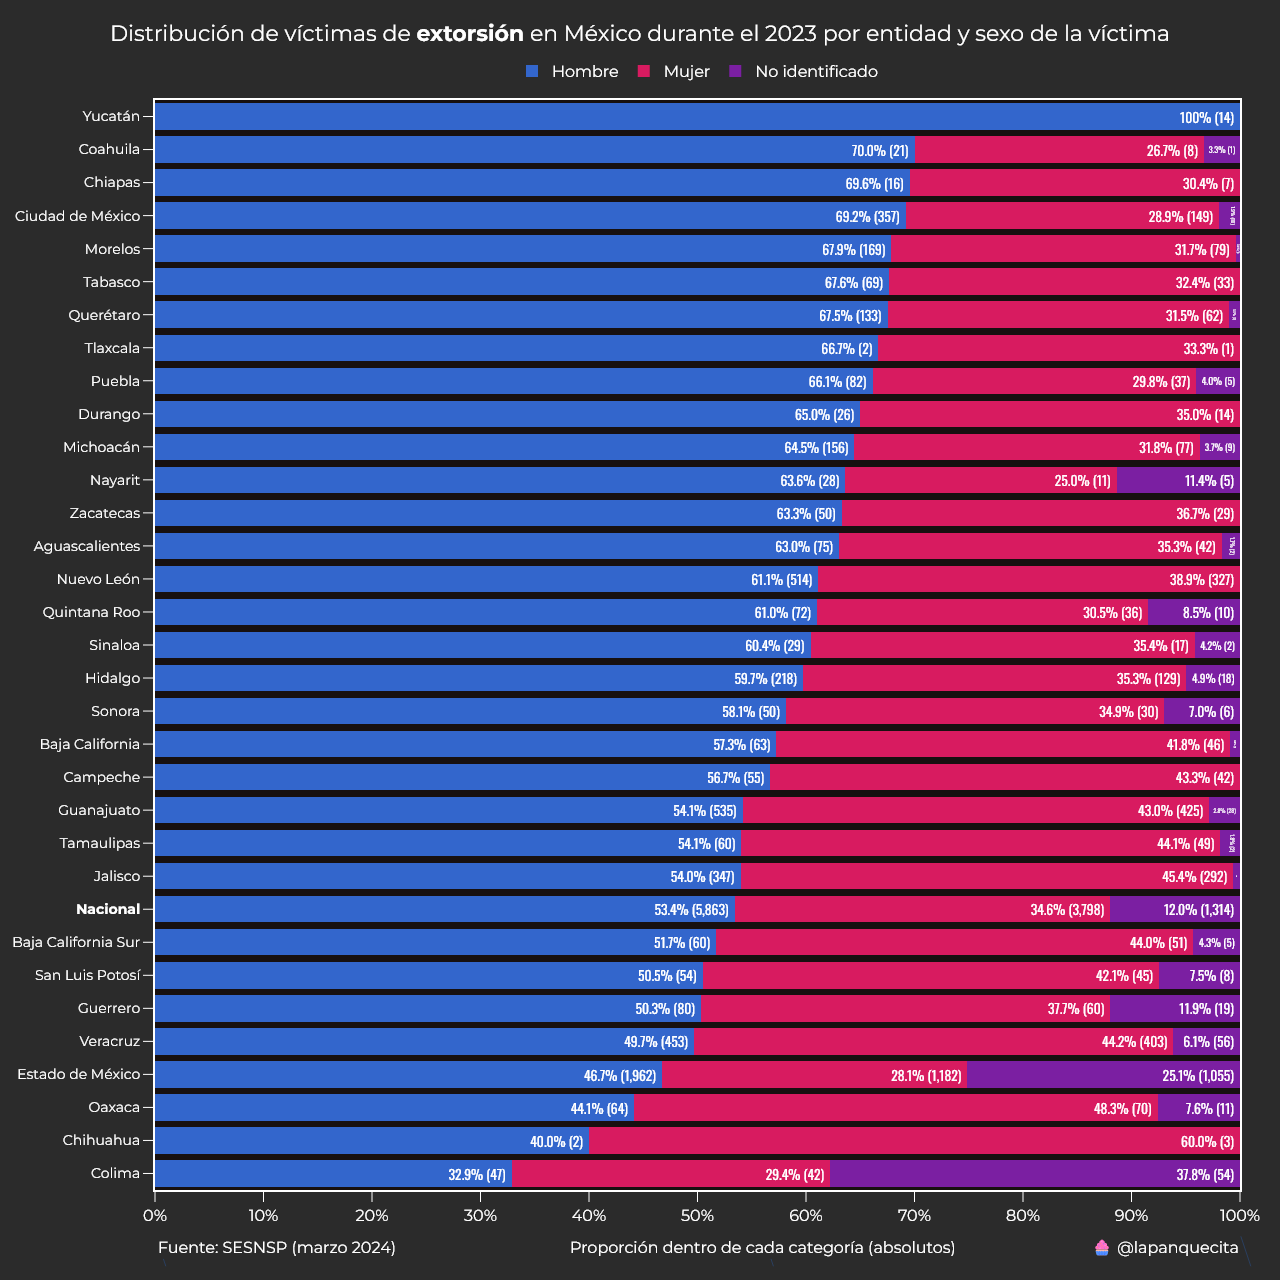 Distribución de víctimas de extorsión en México durante el 2023 por entidad y sexo de la víctima
Hombre Mujer No identificado
Yucatán 100% (14)
Coahuila 70.0% (21) 26.7% (8) 3.3% (1)
Chiapas 69.6% (16) 30.4% (7)
Ciudad de México 69.2% (357) 28.9% (149)
Morelos 67.9% (169) 31.7% (79)
Tabasco 67.6% (69) 32.4% (33)
Querétaro 67.5% (133) 31.5% (62)
Tlaxcala 66.7% (2) 33.3% (1)
Puebla 66.1% (82) 29.8% (37) 4.0% (5)
Durango 65.0% (26) 35.0% (14)
Michoacán 64.5% (156) 31.8% (77) 3.7% (9)
Nayarit 63.6% (28) 25.0% (11) 11.4% (5)
Zacatecas 63.3% (50) 36.7% (29)
Aguascalientes 63.0% (75) 35.3% (42) 1.7% (2)
Nuevo León 61.1% (514) 38.9% (327)
Quintana Roo 61.0% (72) 30.5% (36) 8.5% (10)
Sinaloa 60.4% (29) 35.4% (17) 4.2% (2)
Hidalgo 59.7% (218) 35.3% (129) 4.9% (18)
Sonora 58.1% (50) 34.9% (30) 7.0% (6)
Baja California 57.3% (63) 41.8% (46)
Campeche 56.7% (55) 43.3% (42)
Guanajuato 54.1% (535) 43.0% (425) 2.8% (28)
Tamaulipas 54.1% (60) 44.1% (49) 1.8% (2)
Jalisco 54.0% (347) 45.4% (292)
Nacional 53.4% (5,863) 34.6% (3,798) 12.0% (1,314)
Baja California Sur 51.7% (60) 44.0% (51) 4.3% (5)
San Luis Potosí 50.5% (54) 42.1% (45) 7.5% (8)
Guerrero 50.3% (80) 37.7% (60) 11.9% (19)
Veracruz 49.7% (453) 44.2% (403) 6.1% (56)
Estado de México 46.7% (1,962) 28.1% (1,182) 25.1% (1,055)
Oaxaca 44.1% (64) 48.3% (70) 7.6% (11)
Chihuahua 40.0% (2) 60.0% (3)
Colima 32.9% (47) 29.4% (42) 37.8% (54)
0% 10% 20% 30% 40% 50% 60% 70% 80% 90% 100%
Fuente: SESNSP (marzo 2024) Proporción dentro de cada categoría (absolutos) @lapanquecita